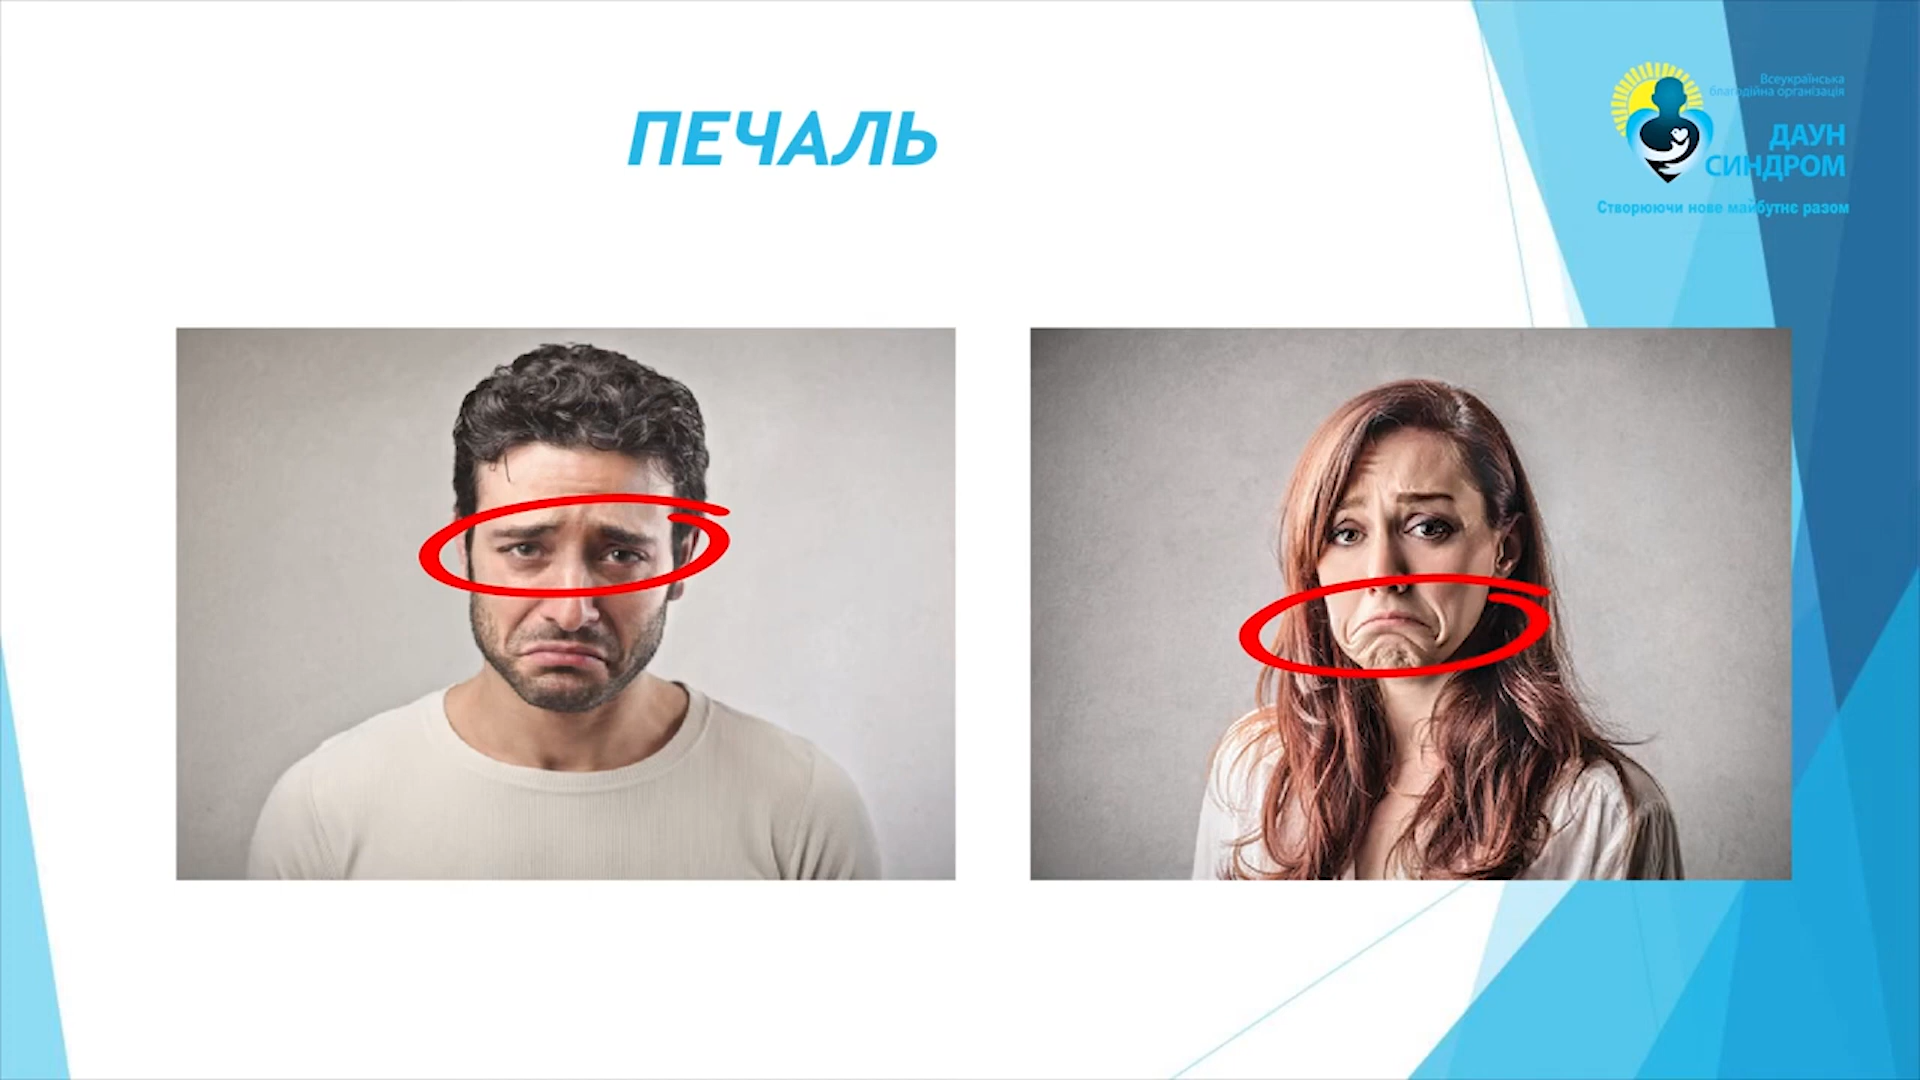 ПЕЧАЛЬ
Всеукраїнська
благодійна організація
ДАУН
СИНДРОМ
Створюючи нове майбутнє разом